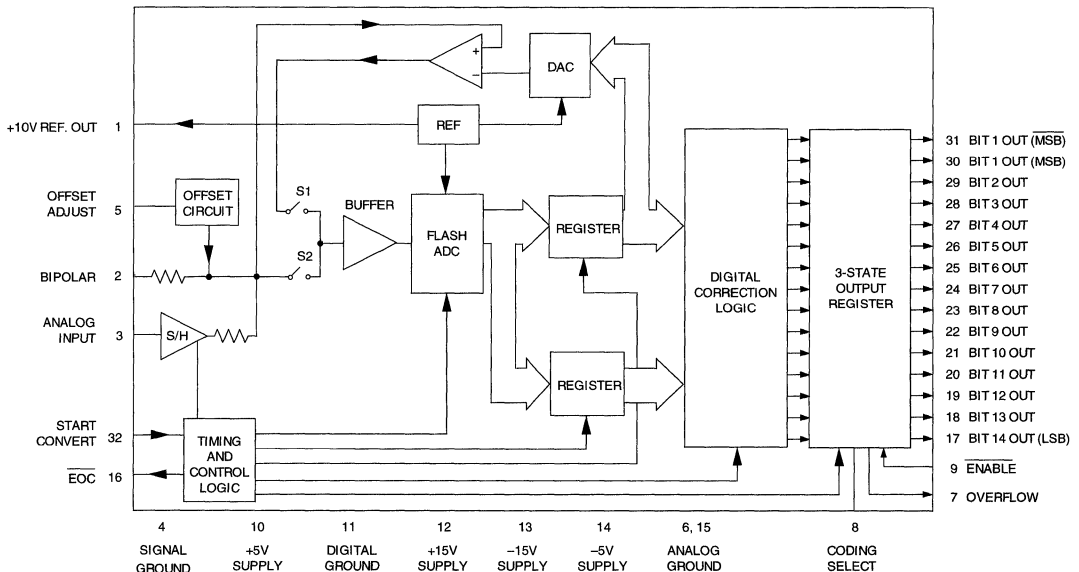 +
−
DAC
+10V REF. OUT 1
REF
OFFSET
ADJUST 5
OFFSET
CIRCUIT
S1
BUFFER
S2
BIPOLAR 2
FLASH
ADC
REGISTER
ANALOG
INPUT 3
S/H
REGISTER
DIGITAL
CORRECTION
LOGIC
3-STATE
OUTPUT
REGISTER
31 BIT 1 OUT (M̅S̅B̅)
30 BIT 1 OUT (MSB)
29 BIT 2 OUT
28 BIT 3 OUT
27 BIT 4 OUT
26 BIT 5 OUT
25 BIT 6 OUT
24 BIT 7 OUT
23 BIT 8 OUT
22 BIT 9 OUT
21 BIT 10 OUT
20 BIT 11 OUT
19 BIT 12 OUT
18 BIT 13 OUT
17 BIT 14 OUT (LSB)
9 E̅N̅A̅B̅L̅E̅
7 OVERFLOW
START
CONVERT 32
E̅O̅C̅ 16
TIMING
AND
CONTROL
LOGIC
4
SIGNAL
GROUND
10
+5V
SUPPLY
11
DIGITAL
GROUND
12
+15V
SUPPLY
13
–15V
SUPPLY
14
–5V
SUPPLY
6, 15
ANALOG
GROUND
8
CODING
SELECT